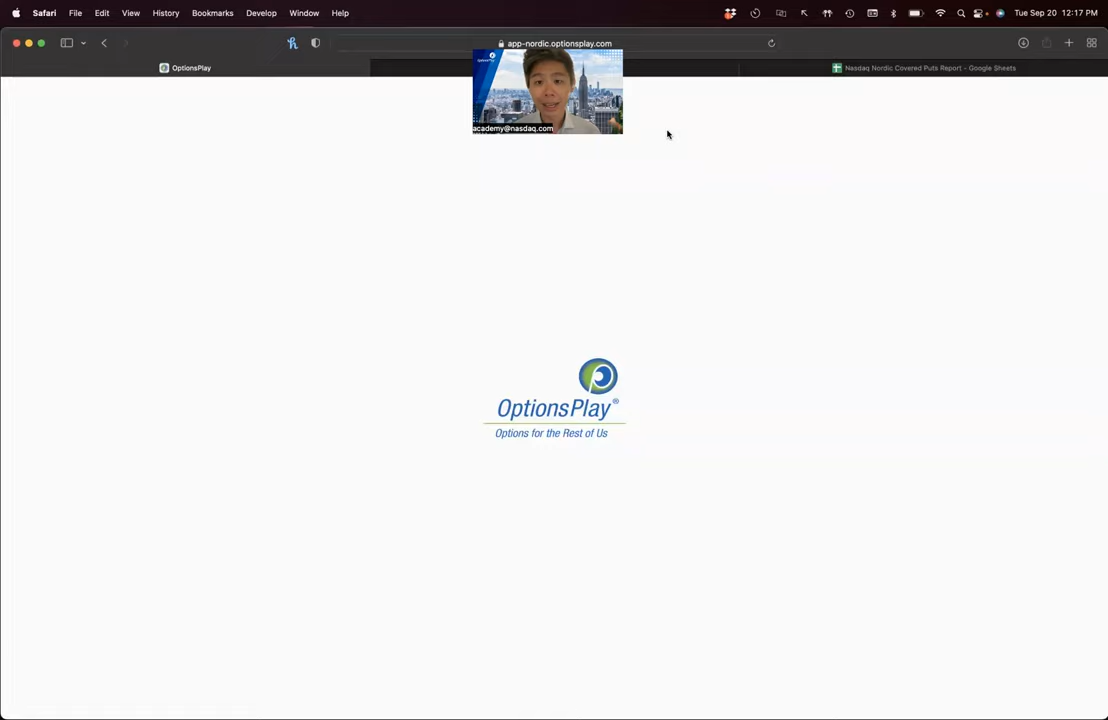 Safari File Edit View History Bookmarks Develop Window Help Tue Sep 20 12:17 PM
app-nordic.optionsplay.com
OptionsPlay Nasdaq Nordic Covered Puts Report - Google Sheets
academy@nasdaq.com
OptionsPlay®
Options for the Rest of Us